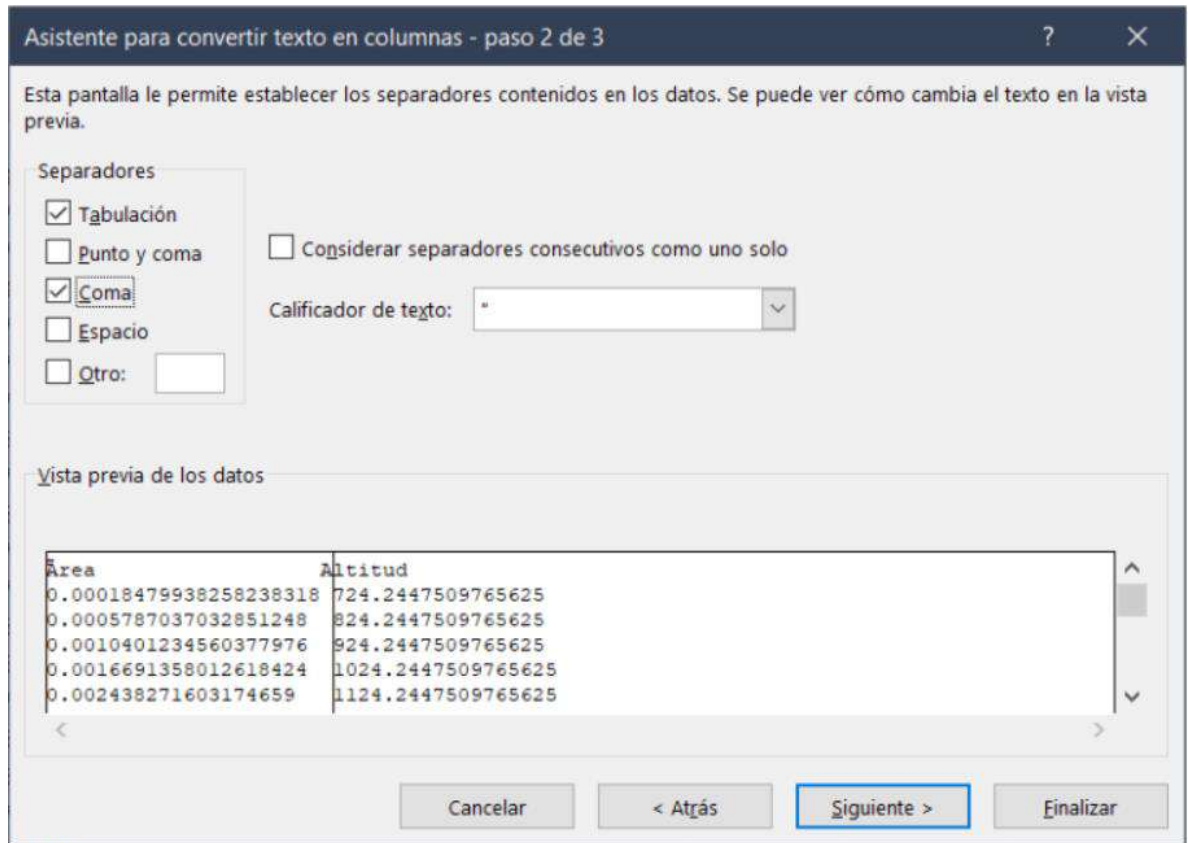 Asistente para convertir texto en columnas - paso 2 de 3 ?
Esta pantalla le permite establecer los separadores contenidos en los datos. Se puede ver cómo cambia el texto en la vista
previa.
Separadores
Tabulación
Punto y coma
Coma
Espacio
Otro:
Considerar separadores consecutivos como uno solo
Calificador de texto: "
Vista previa de los datos
Área Altitud
0.00018479938258238318 724.2447509765625
0.0005787037032851248 824.2447509765625
0.0010401234560377976 924.2447509765625
0.0016691358012618424 1024.2447509765625
0.002438271603174659 1124.2447509765625
Cancelar < Atrás Siguiente > Finalizar